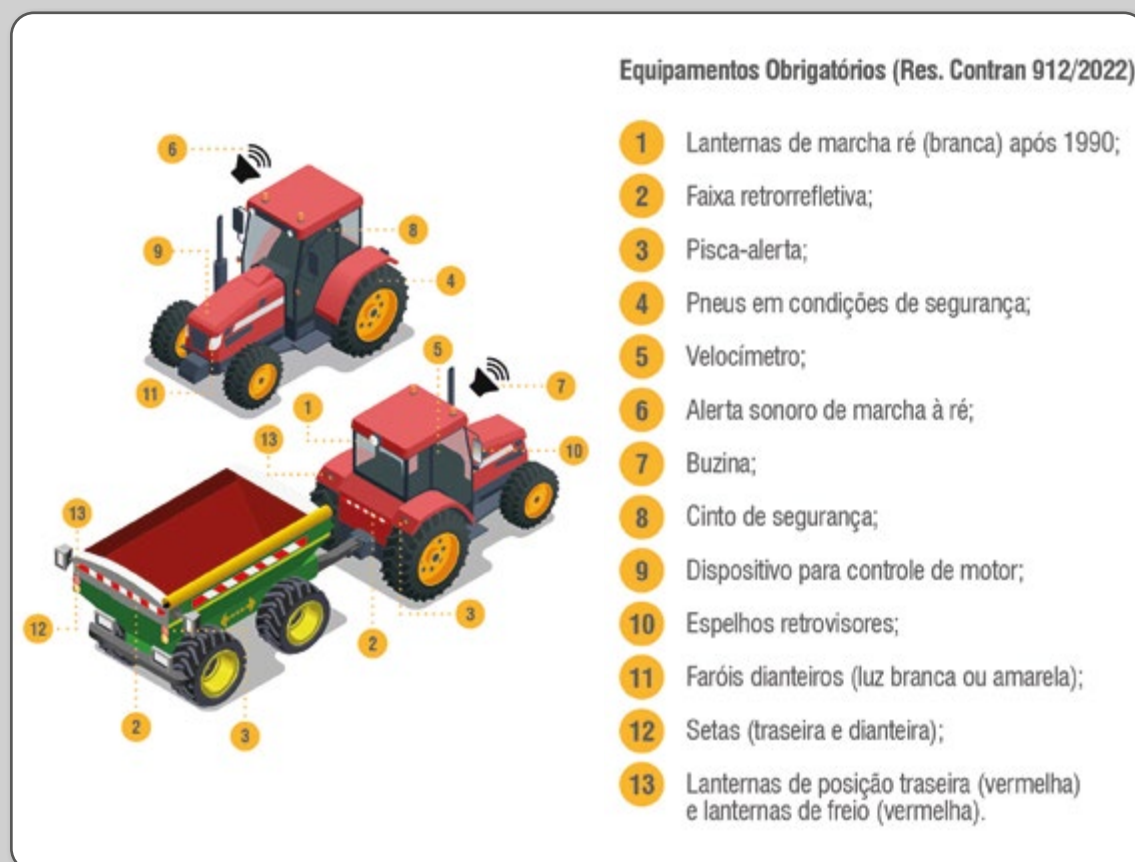 Equipamentos Obrigatórios (Res. Contran 912/2022)
1 Lanternas de marcha ré (branca) após 1990;
2 Faixa retrorrefletiva;
3 Pisca-alerta;
4 Pneus em condições de segurança;
5 Velocímetro;
6 Alerta sonoro de marcha à ré;
7 Buzina;
8 Cinto de segurança;
9 Dispositivo para controle de motor;
10 Espelhos retrovisores;
11 Faróis dianteiros (luz branca ou amarela);
12 Setas (traseira e dianteira);
13 Lanternas de posição traseira (vermelha)
e lanternas de freio (vermelha).
6
8
9
4
5
7
11
1
13
10
13
12
3
2
2
3